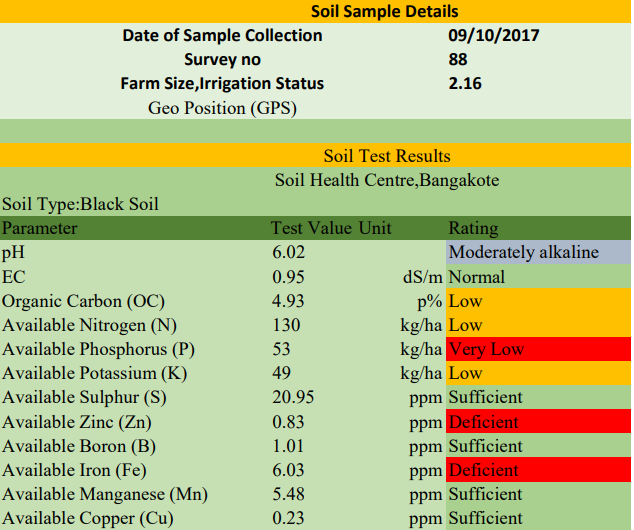 Soil Sample Details
Date of Sample Collection 09/10/2017
Survey no 88
Farm Size,Irrigation Status 2.16
Geo Position (GPS)
Soil Test Results
Soil Health Centre,Bangakote
Soil Type:Black Soil
Parameter Test Value Unit Rating
pH 6.02 Moderately alkaline
EC 0.95 dS/m Normal
Organic Carbon (OC) 4.93 p% Low
Available Nitrogen (N) 130 kg/ha Low
Available Phosphorus (P) 53 kg/ha Very Low
Available Potassium (K) 49 kg/ha Low
Available Sulphur (S) 20.95 ppm Sufficient
Available Zinc (Zn) 0.83 ppm Deficient
Available Boron (B) 1.01 ppm Sufficient
Available Iron (Fe) 6.03 ppm Deficient
Available Manganese (Mn) 5.48 ppm Sufficient
Available Copper (Cu) 0.23 ppm Sufficient